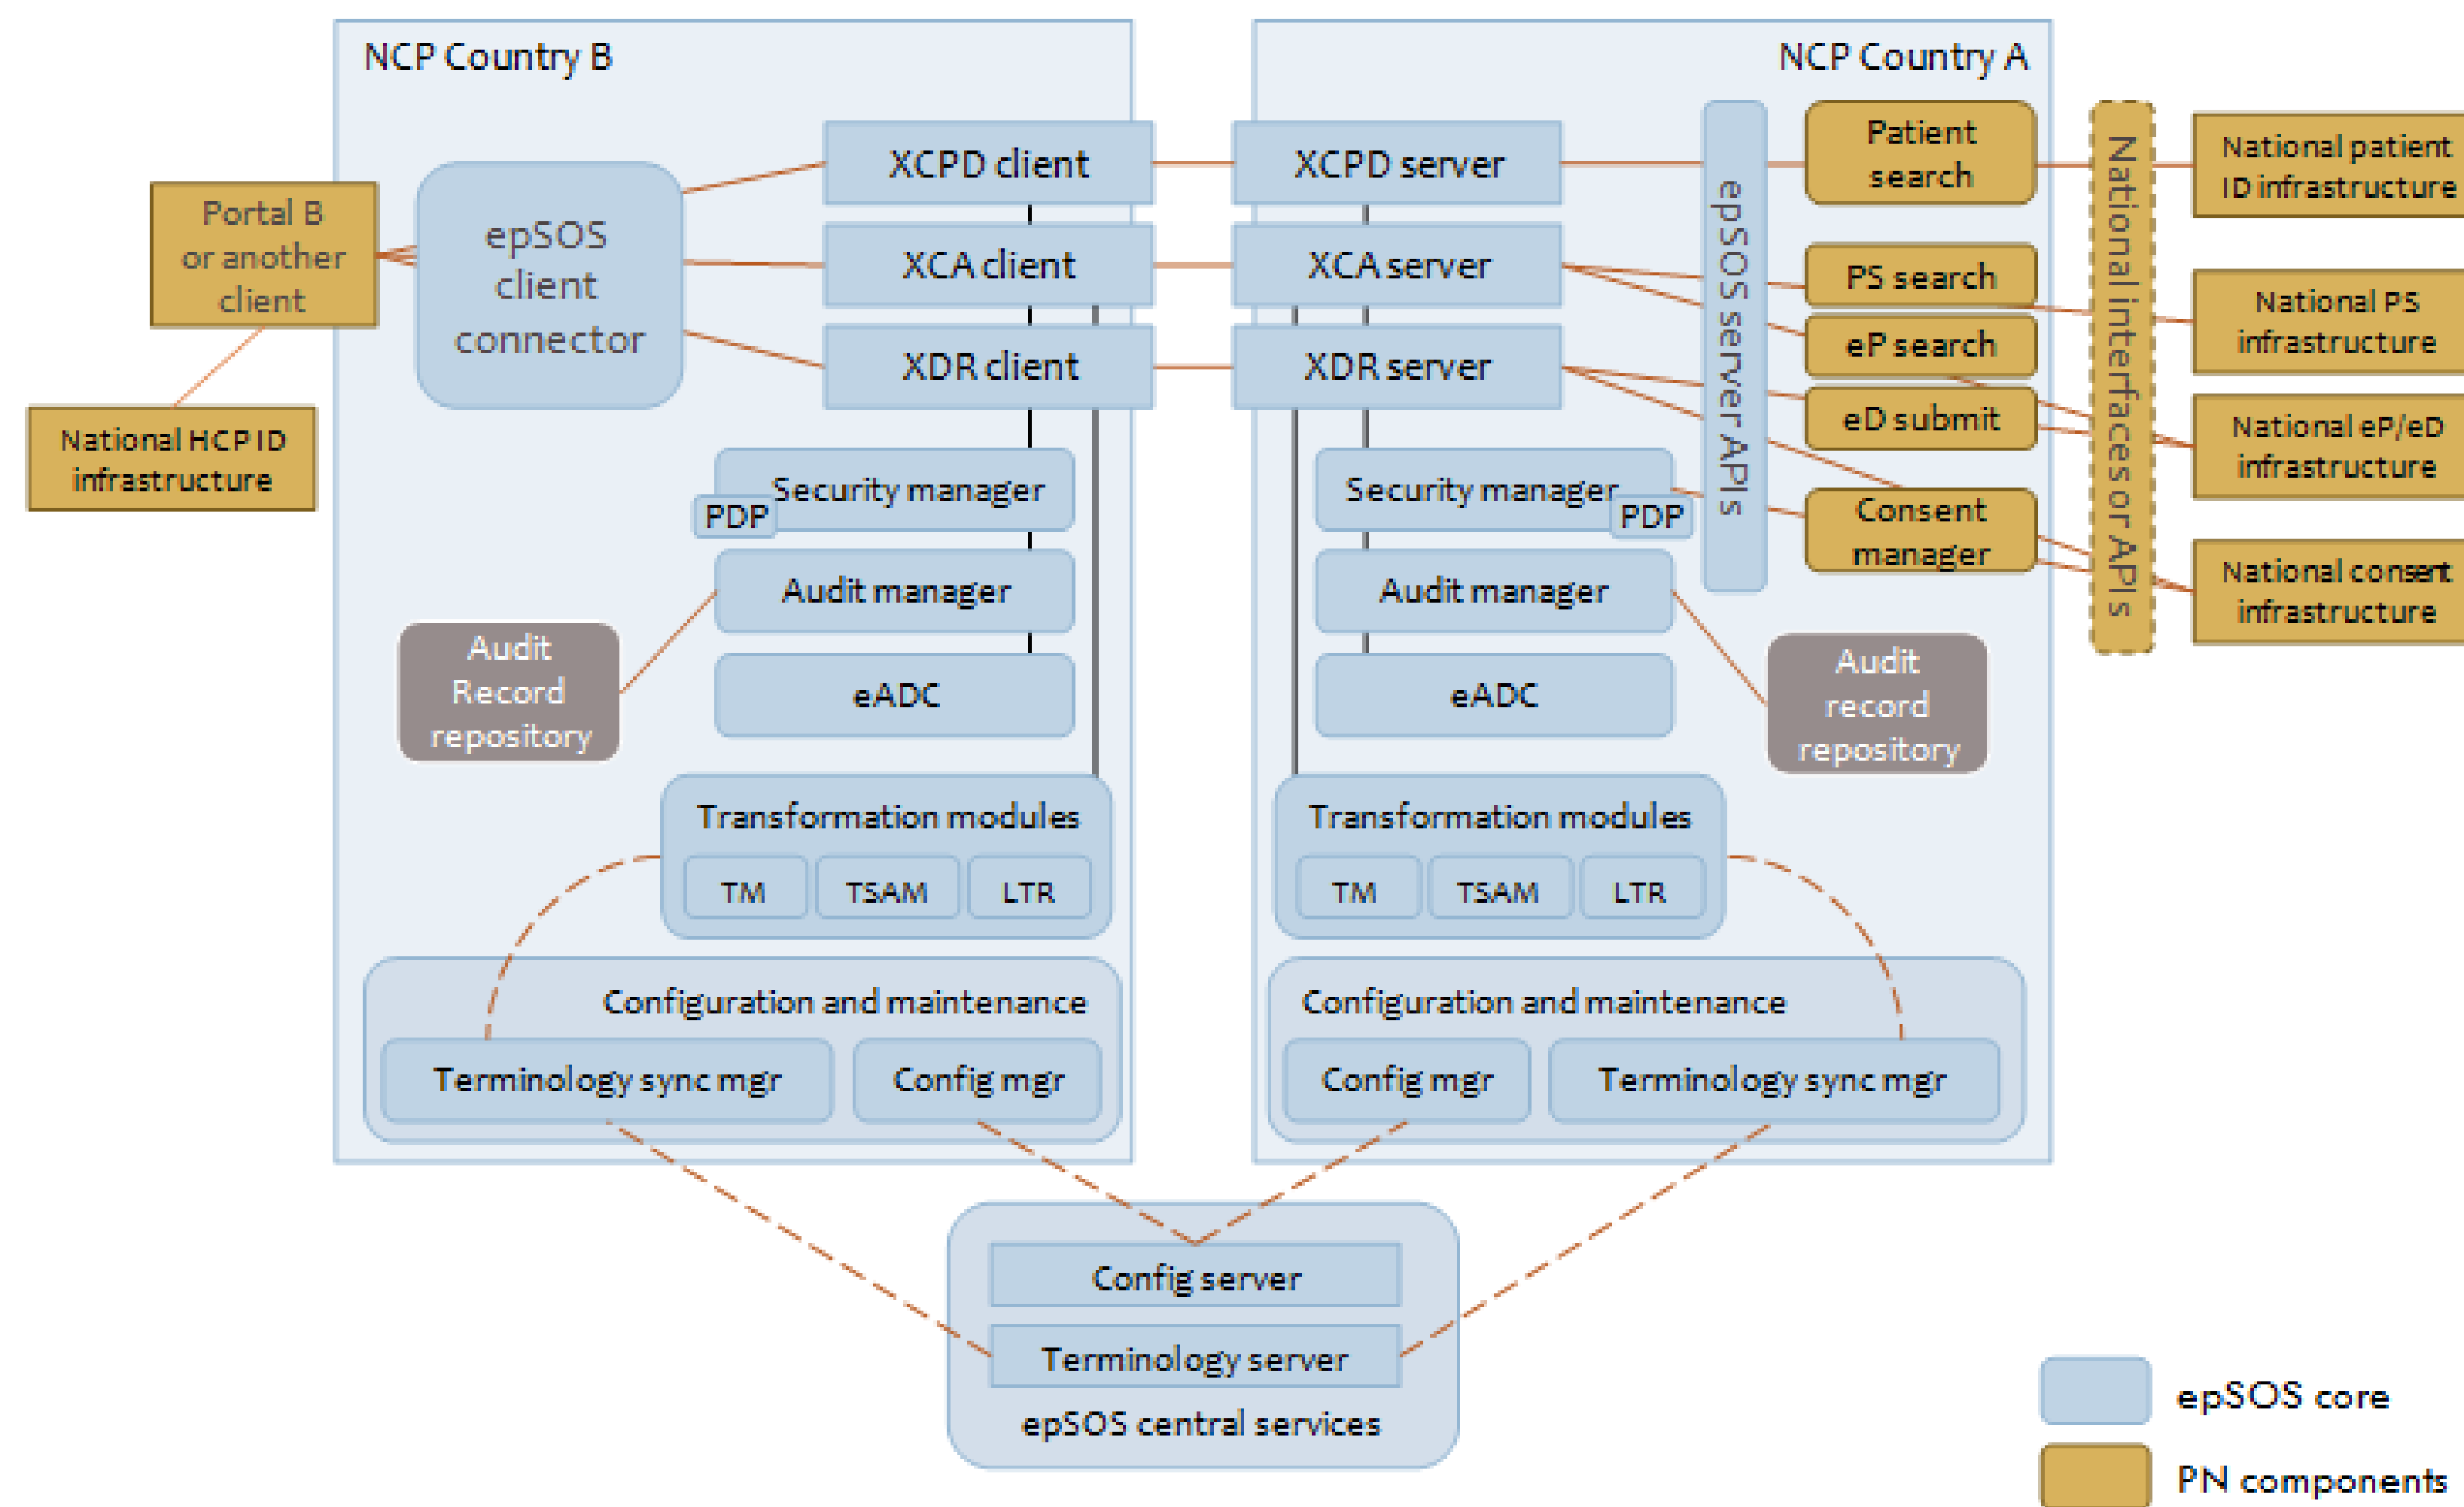 NCP Country B
NCP Country A
Portal B
or another
client
National HCP ID
infrastructure
epSOS
client
connector
XCPD client
XCA client
XDR client
XCPD server
XCA server
XDR server
epSOS server APIs
Patient
search
PS search
eP search
eD submit
Consent
manager
National interfaces or APIs
National patient
ID infrastructure
National PS
infrastructure
National eP/eD
infrastructure
National consent
infrastructure
Security manager
PDP
Audit manager
eADC
Audit
Record
repository
Security manager
PDP
Audit manager
eADC
Audit
record
repository
Transformation modules
TM
TSAM
LTR
Transformation modules
TM
TSAM
LTR
Configuration and maintenance
Terminology sync mgr
Config mgr
Configuration and maintenance
Config mgr
Terminology sync mgr
Config server
Terminology server
epSOS central services
epSOS core
PN components